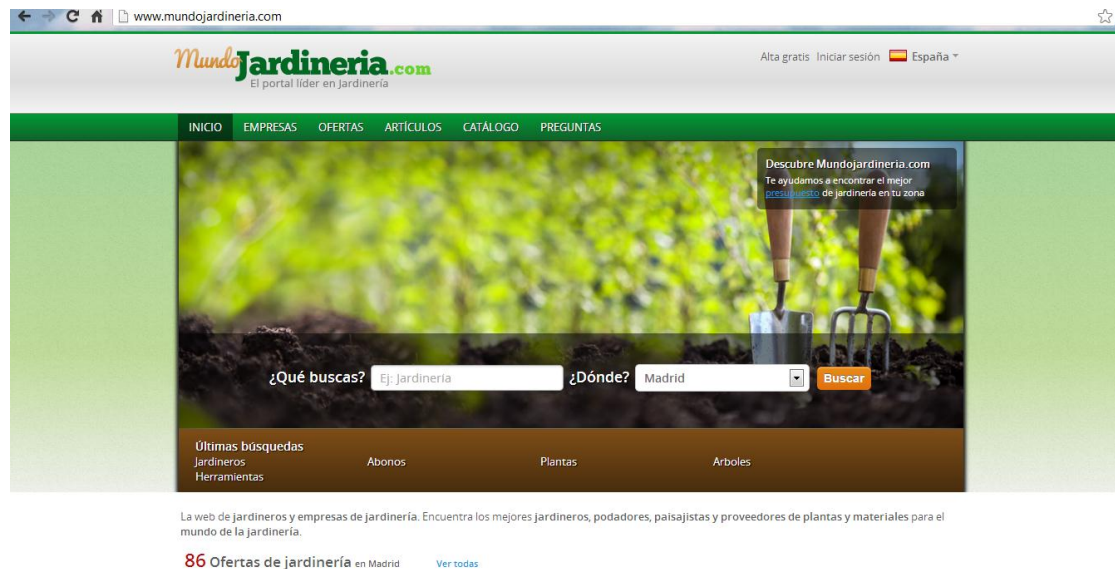 www.mundojardineria.com
MundoJardineria.com
El portal líder en Jardinería
Alta gratis Iniciar sesión España
INICIO EMPRESAS OFERTAS ARTÍCULOS CATÁLOGO PREGUNTAS
Descubre Mundojardineria.com
Te ayudamos a encontrar el mejor
presupuesto de jardinería en tu zona
¿Qué buscas? Ej: Jardinería ¿Dónde? Madrid Buscar
Últimas búsquedas
Jardineros Abonos Plantas Arboles
Herramientas
La web de jardineros y empresas de jardinería. Encuentra los mejores jardineros, podadores, paisajistas y proveedores de plantas y materiales para el
mundo de la jardinería.
86 Ofertas de jardinería en Madrid Ver todas